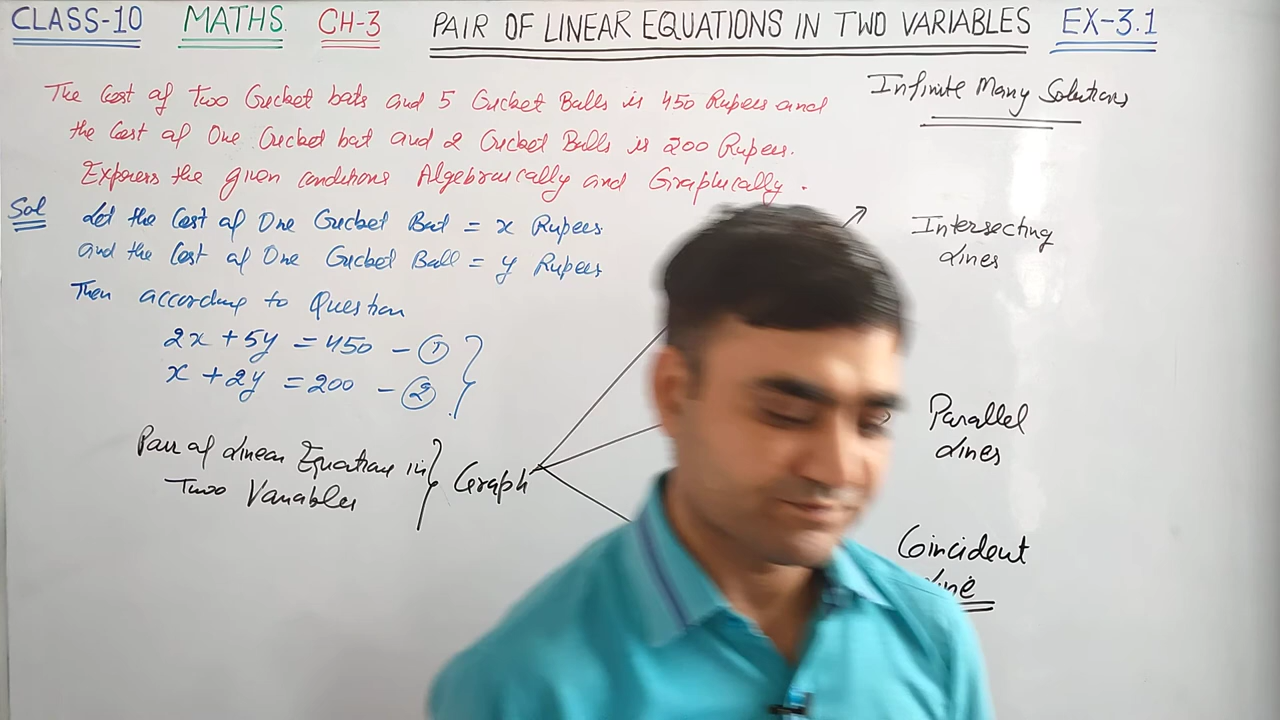 CLASS-10 MATHS CH-3 PAIR OF LINEAR EQUATIONS IN TWO VARIABLES EX-3.1
The Cost of Two Cricket bats and 5 Cricket Balls is 450 Rupees and
the Cost of One Cricket bat and 2 Cricket Balls is 200 Rupees.
Express the given conditions Algebraically and Graphically.
Infinite Many Solutions
Sol Let the Cost of One Cricket Bat = x Rupees
and the Cost of One Cricket Ball = y Rupees
Then according to Question
2x + 5y = 450 - ①
x + 2y = 200 - ②
Pair of Linear Equation in
Two Variables
Graph
Intersecting
Lines
Parallel
Lines
Coincident